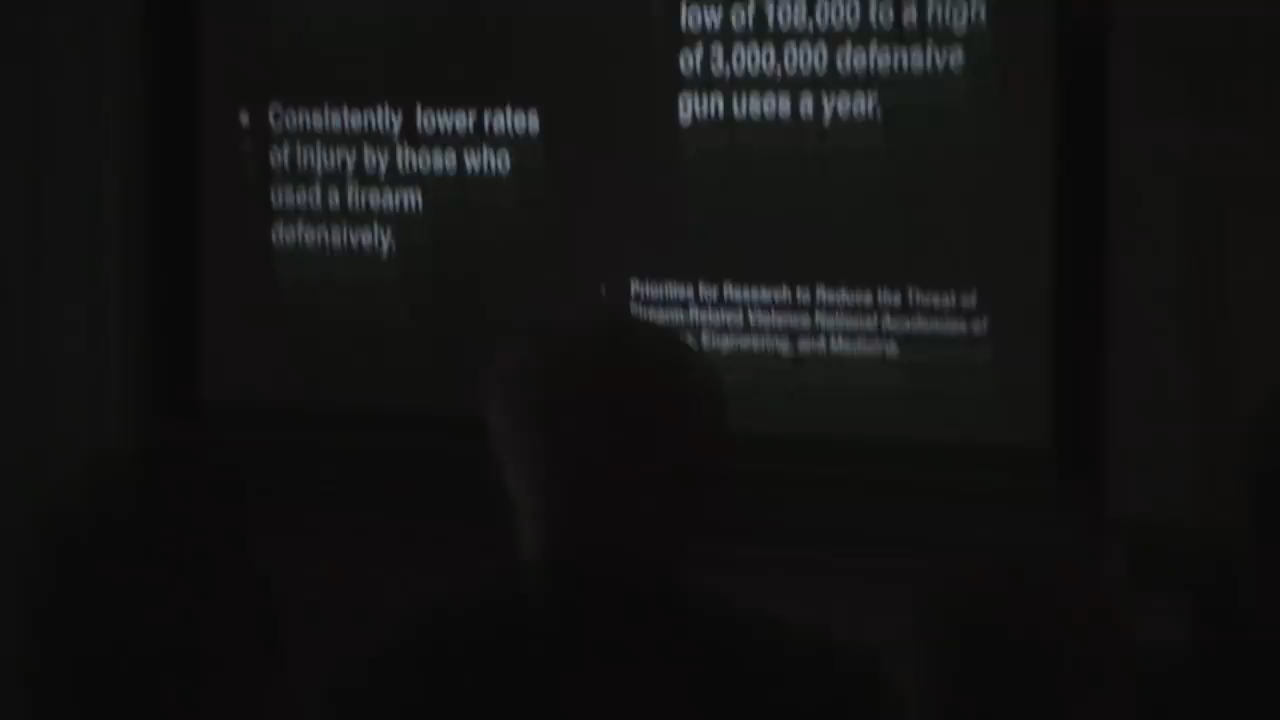 Consistently lower rates
of injury by those who
used a firearm
defensively.
low of 108,000 to a high
of 3,000,000 defensive
gun uses a year.
Priorities for Research to Reduce the Threat of
Firearm-Related Violence National Academies of
Engineering, and Medicine